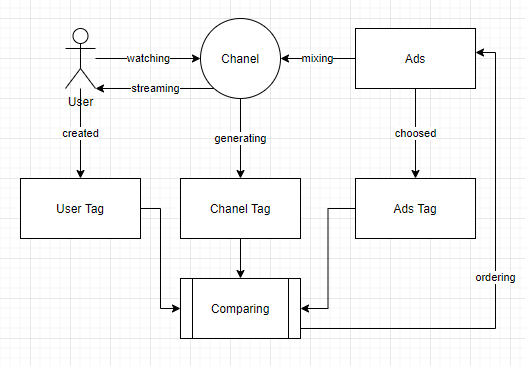 watching
Chanel
mixing
Ads
streaming
User
created
generating
choosed
User Tag
Chanel Tag
Ads Tag
ordering
Comparing